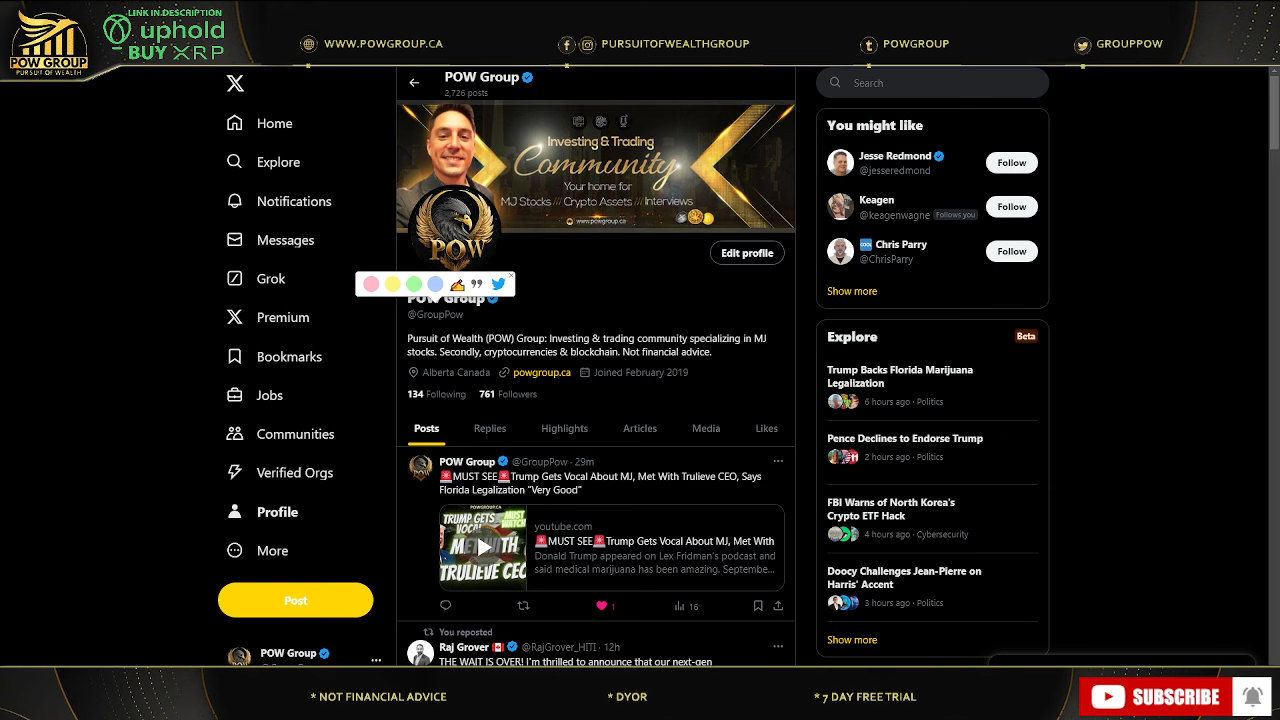 POW GROUP
PURSUIT OF WEALTH
LINK IN DESCRIPTION
uphold
BUY XRP
WWW.POWGROUP.CA
PURSUITOFWEALTHGROUP
POWGROUP
GROUPPOW
Home
Explore
Notifications
Messages
Grok
Premium
Bookmarks
Jobs
Communities
Verified Orgs
Profile
More
Post
POW Group
POW Group
2,726 posts
Investing & Trading
Community
Your home for
MJ Stocks // Crypto Assets // Interviews
www.powgroup.ca
POW
Edit profile
POW Group
@GroupPow
Pursuit of Wealth (POW) Group: Investing & trading community specializing in MJ
stocks. Secondly, cryptocurrencies & blockchain. Not financial advice.
Alberta Canada powgroup.ca Joined February 2019
134 Following 761 Followers
Posts Replies Highlights Articles Media Likes
POW Group @GroupPow · 29m
🚨MUST SEE🚨Trump Gets Vocal About MJ, Met With Trulieve CEO, Says
Florida Legalization "Very Good"
POWGROUP.CA
TRUMP GETS MUST
VOCAL WATCH
MET WITH
TRULIEVE CEO
youtube.com
🚨MUST SEE🚨Trump Gets Vocal About MJ, Met With
Donald Trump appeared on Lex Fridman's podcast and
said medical marijuana has been amazing. Septembe...
1 16
You reposted
Raj Grover 🇨🇦 @RajGrover_HITI · 12h
THE WAIT IS OVER! I'm thrilled to announce that our next-gen
Search
You might like
Jesse Redmond
@jesseredmond
Follow
Keagen
@keagenwagne Follows you
Follow
Chris Parry
@ChrisParry
Follow
Show more
Explore Beta
Trump Backs Florida Marijuana
Legalization
6 hours ago · Politics
Pence Declines to Endorse Trump
2 hours ago · Politics
FBI Warns of North Korea's
Crypto ETF Hack
4 hours ago · Cybersecurity
Doocy Challenges Jean-Pierre on
Harris' Accent
3 hours ago · Politics
Show more
* NOT FINANCIAL ADVICE
* DYOR
* 7 DAY FREE TRIAL
SUBSCRIBE